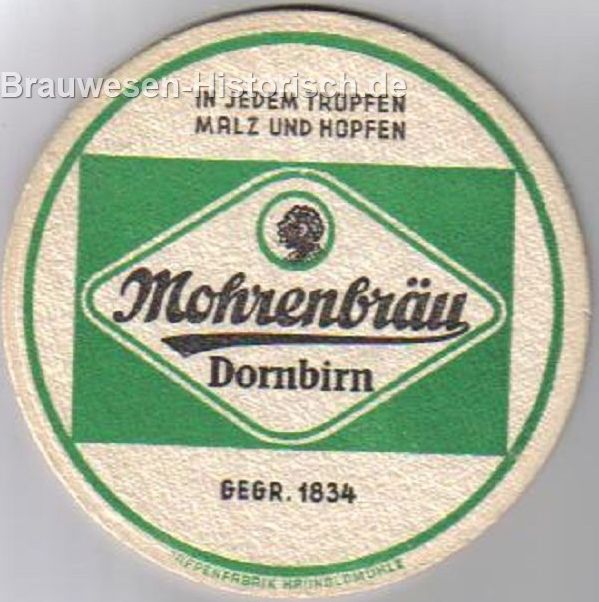 Brauwesen-Historisch.de
IN JEDEM TROPFEN
MALZ UND HOPFEN
Mohrenbräu
Dornbirn
GEGR. 1834